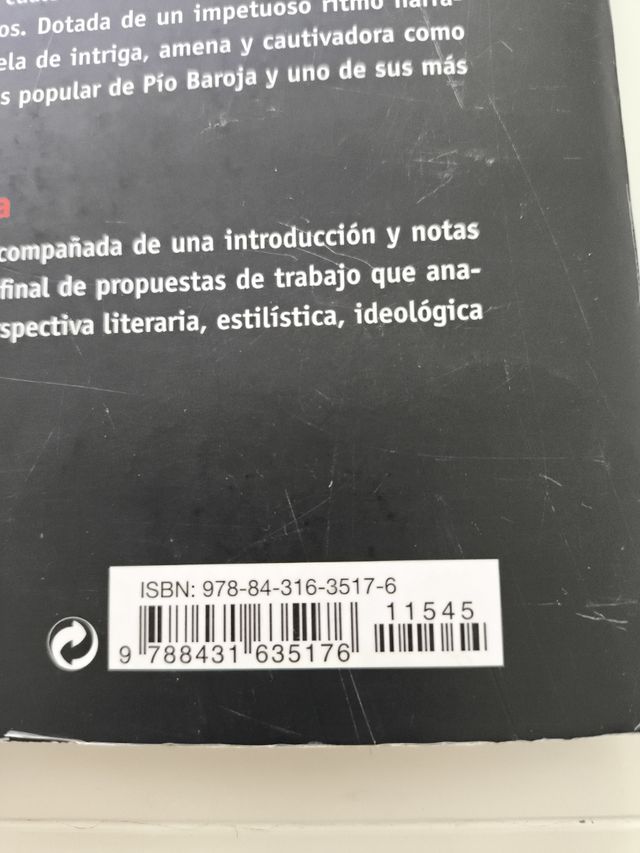 os. Dotada de un impetuoso ritmo narra-
ela de intriga, amena y cautivadora como
s popular de Pío Baroja y uno de sus más
a
compañada de una introducción y notas
final de propuestas de trabajo que ana-
spectiva literaria, estilística, ideológica
ISBN: 978-84-316-3517-6
11545
9 788431 635176